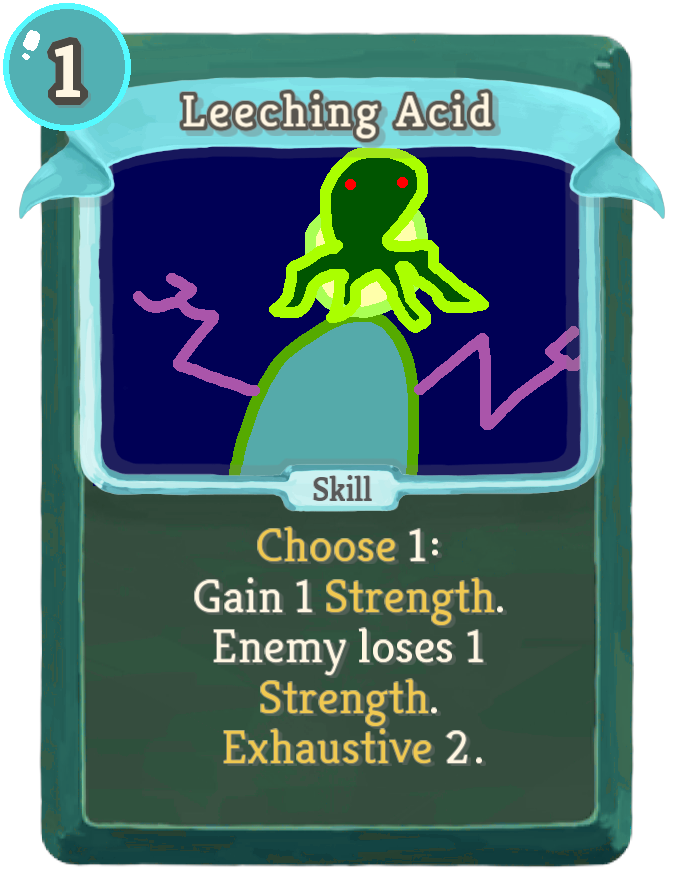 1
Leeching Acid
Skill
Choose 1:
Gain 1 Strength.
Enemy loses 1
Strength.
Exhaustive 2.